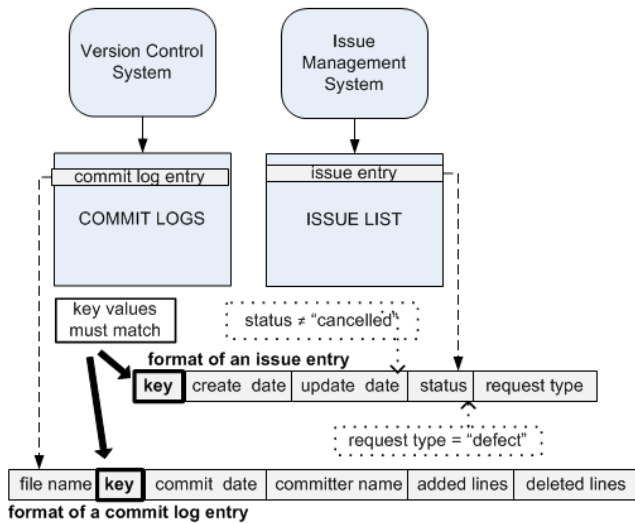 Version Control
System
Issue
Management
System
commit log entry
issue entry
COMMIT LOGS
ISSUE LIST
key values
must match
status ≠ “cancelled”
format of an issue entry
key
create date
update date
status
request type
request type = “defect”
file name
key
commit date
committer name
added lines
deleted lines
format of a commit log entry